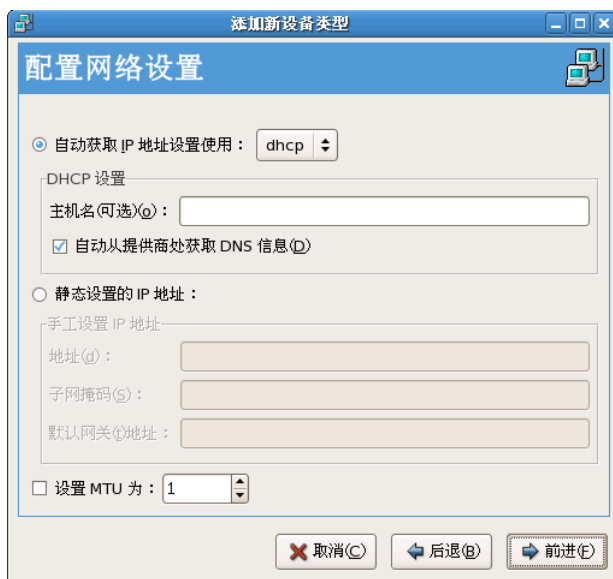 添加新设备类型
配置网络设置
自动获取 IP 地址设置使用： dhcp
DHCP 设置
主机名(可选)(o)：
自动从提供商处获取 DNS 信息(D)
静态设置的 IP 地址：
手工设置 IP 地址
地址(d)：
子网掩码(S)：
默认网关(t)地址：
设置 MTU 为： 1
取消(C) 后退(B) 前进(F)